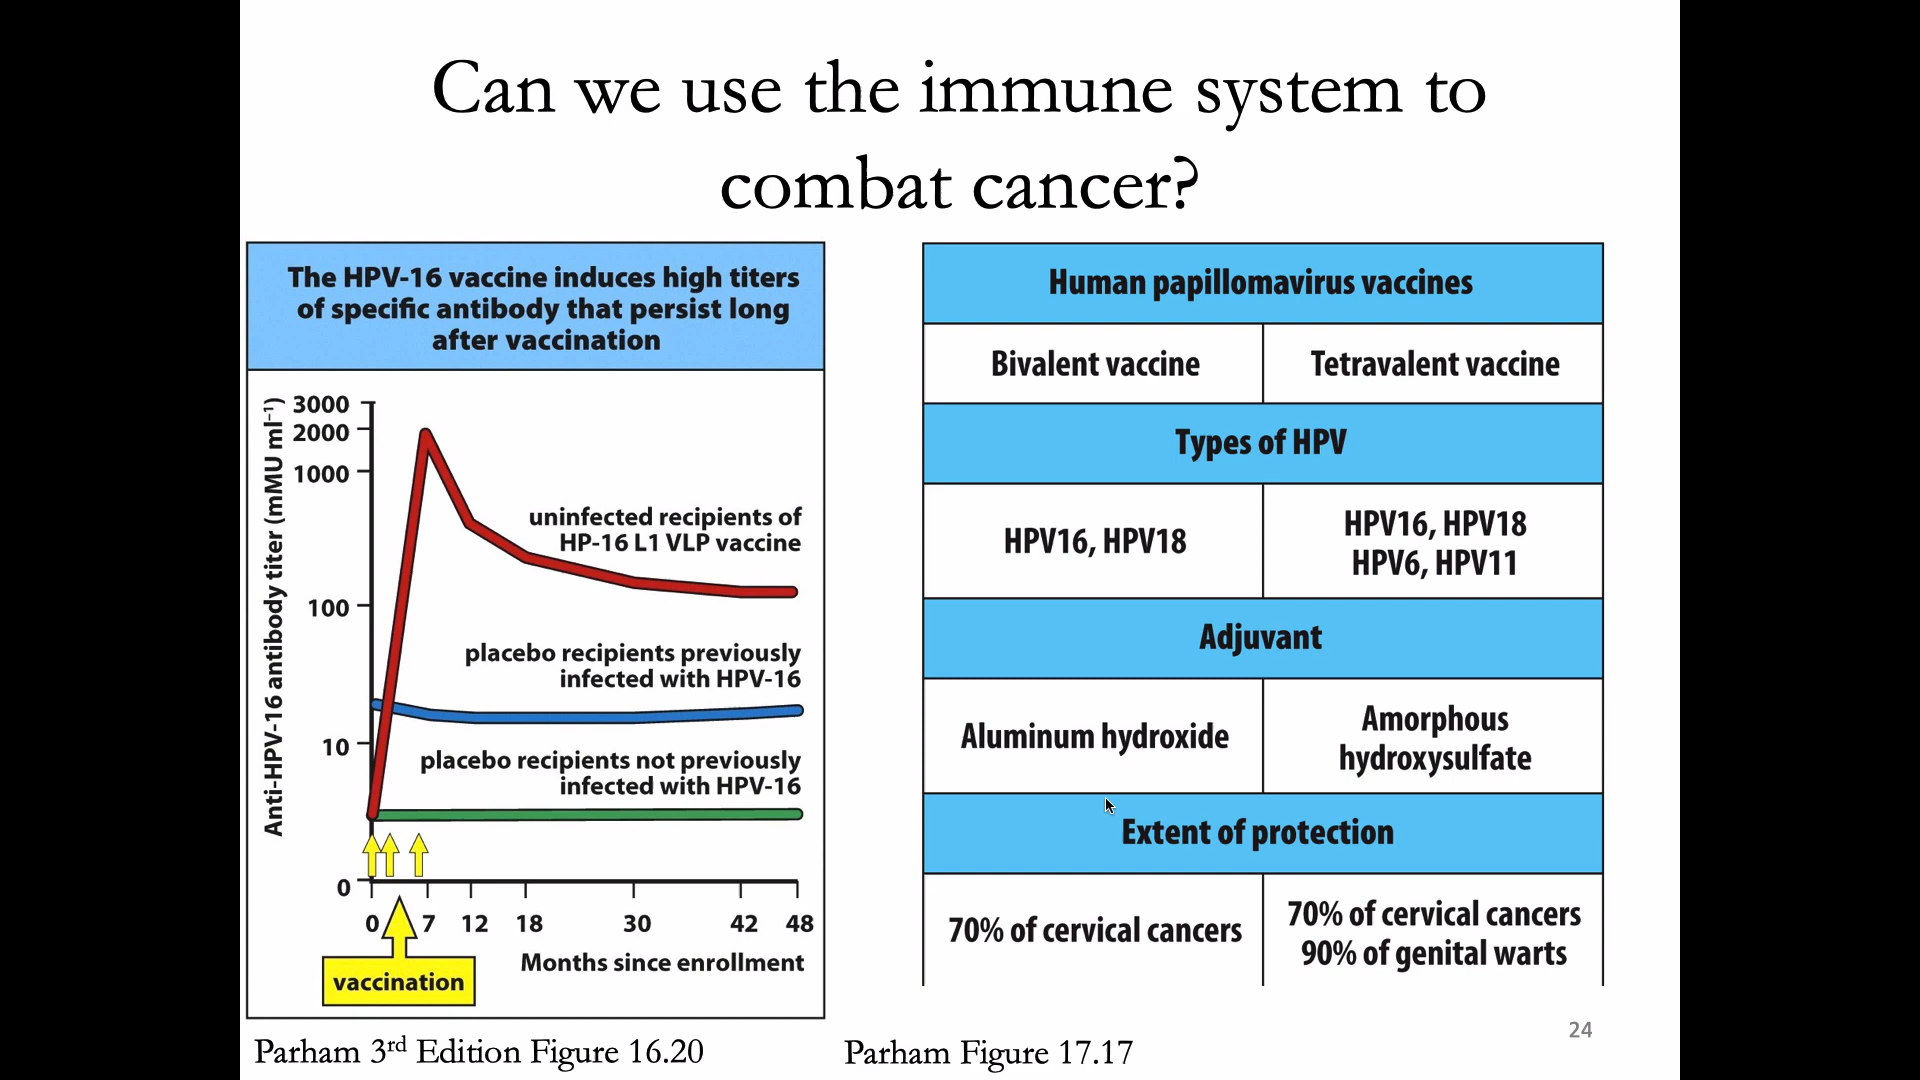 Can we use the immune system to
combat cancer?
The HPV-16 vaccine induces high titers
of specific antibody that persist long
after vaccination
Anti-HPV-16 antibody titer (mMU ml⁻¹)
3000
2000
1000
100
10
0
uninfected recipients of
HP-16 L1 VLP vaccine
placebo recipients previously
infected with HPV-16
placebo recipients not previously
infected with HPV-16
0 7 12 18 30 42 48
Months since enrollment
vaccination
Parham 3rd Edition Figure 16.20
Human papillomavirus vaccines
Bivalent vaccine
Tetravalent vaccine
Types of HPV
HPV16, HPV18
HPV16, HPV18
HPV6, HPV11
Adjuvant
Aluminum hydroxide
Amorphous
hydroxysulfate
Extent of protection
70% of cervical cancers
70% of cervical cancers
90% of genital warts
Parham Figure 17.17
24